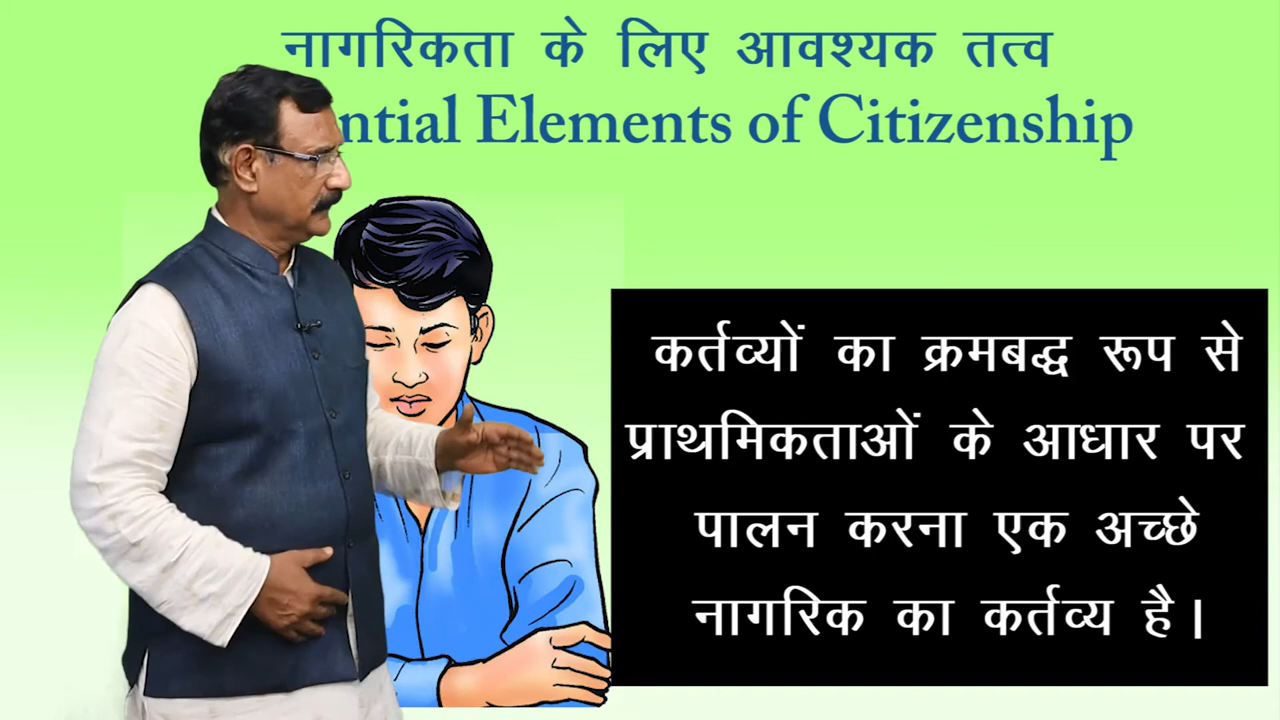 नागरिकता के लिए आवश्यक तत्व
Elements of Citizenship
कर्तव्यों का क्रमबद्ध रूप से
प्राथमिकताओं के आधार पर
पालन करना एक अच्छे
नागरिक का कर्तव्य है।